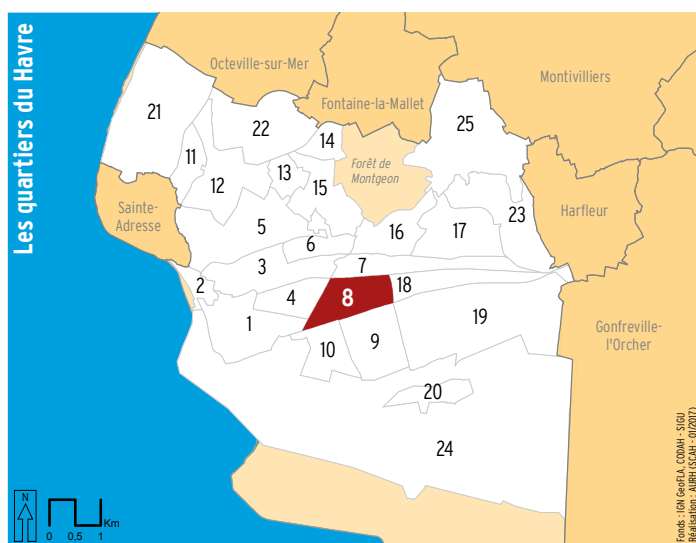 Les quartiers du Havre
Octeville-sur-Mer
Montivilliers
Fontaine-la-Mallet
21
22
14
25
11
13
Forêt de
Montgeon
12
15
Sainte-
Adresse
Harfleur
5
16
17
23
6
3
7
2
4
8
18
1
19
Gonfreville-
l'Orcher
10
9
20
24
N
Km
0 0,5 1
Fonds : IGN GeoFLA, CODAH - SIGU
Réalisation : AURH (SCAH - 01/2017)